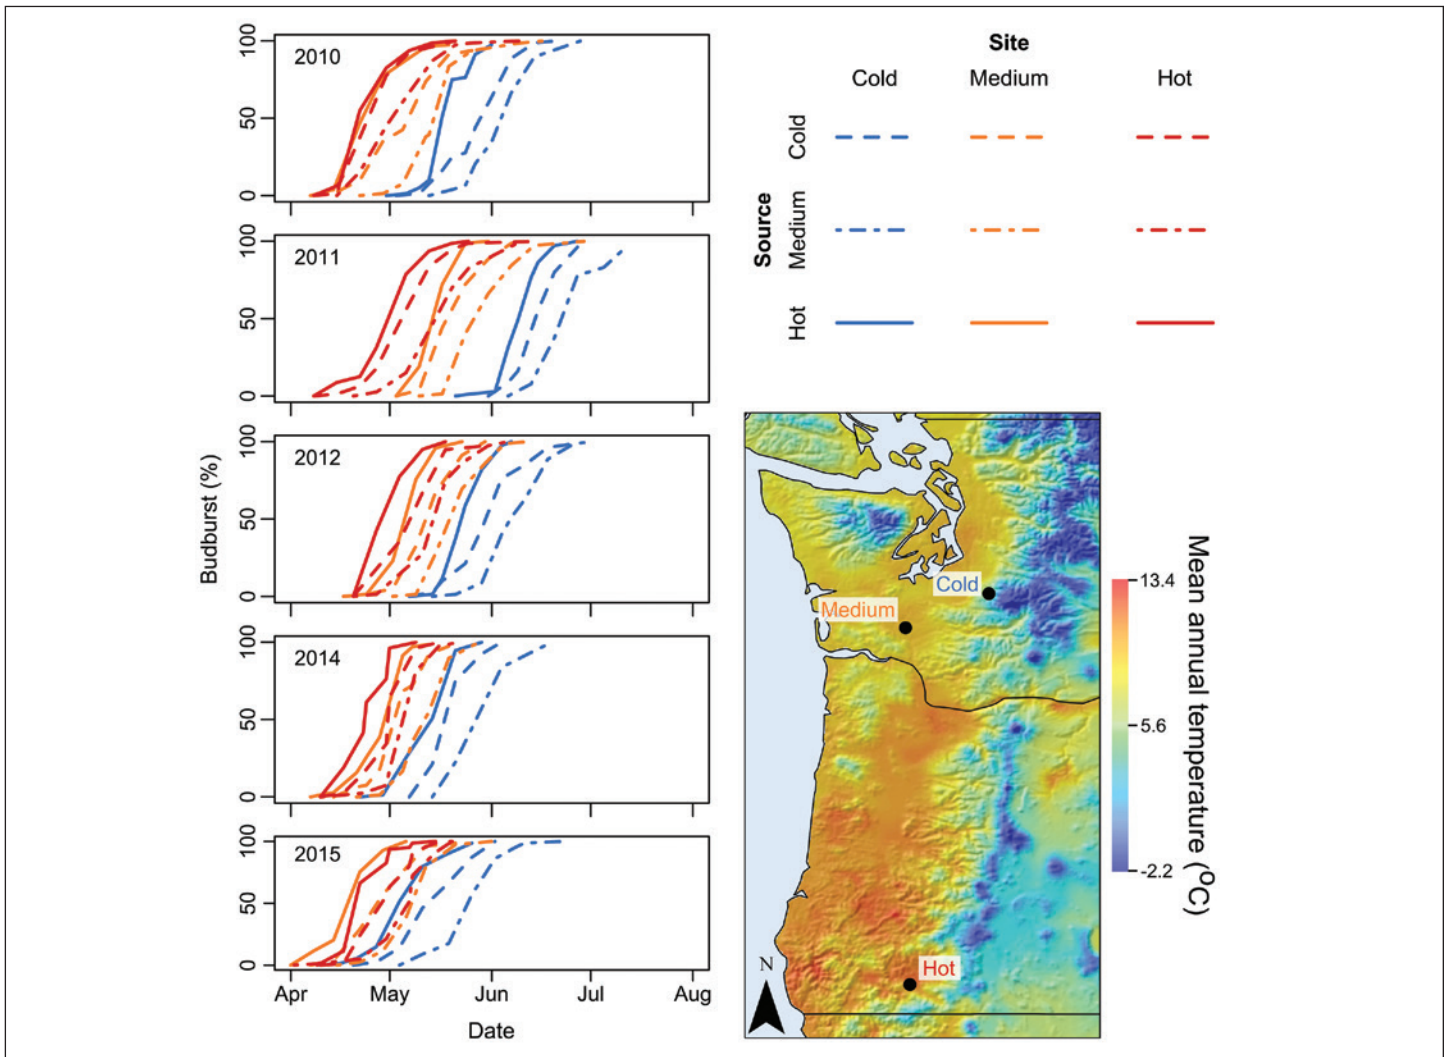 2010
100
50
0
2011
100
50
0
2012
100
50
0
2014
100
50
0
2015
100
50
0
Apr May Jun Jul Aug
Date
Budburst (%)
Site
Cold Medium Hot
Source
Cold
Medium
Hot
Cold
Medium
Hot
N
13.4
5.6
-2.2
Mean annual temperature (°C)